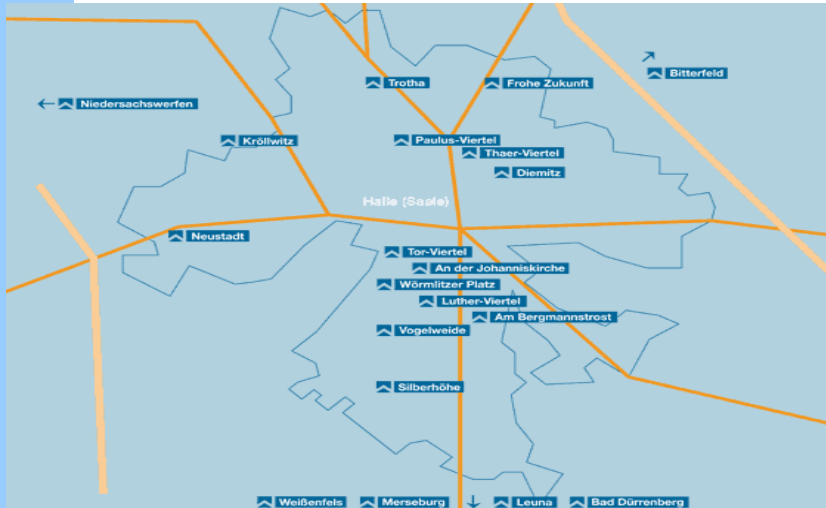 Trotha
Frohe Zukunft
Bitterfeld
Niedersachswerfen
Kröllwitz
Paulus-Viertel
Thaer-Viertel
Diemitz
Halle (Saale)
Neustadt
Tor-Viertel
An der Johanniskirche
Wörmlitzer Platz
Luther-Viertel
Am Bergmannstrost
Vogelweide
Silberhöhe
Weißenfels
Merseburg
Leuna
Bad Dürrenberg